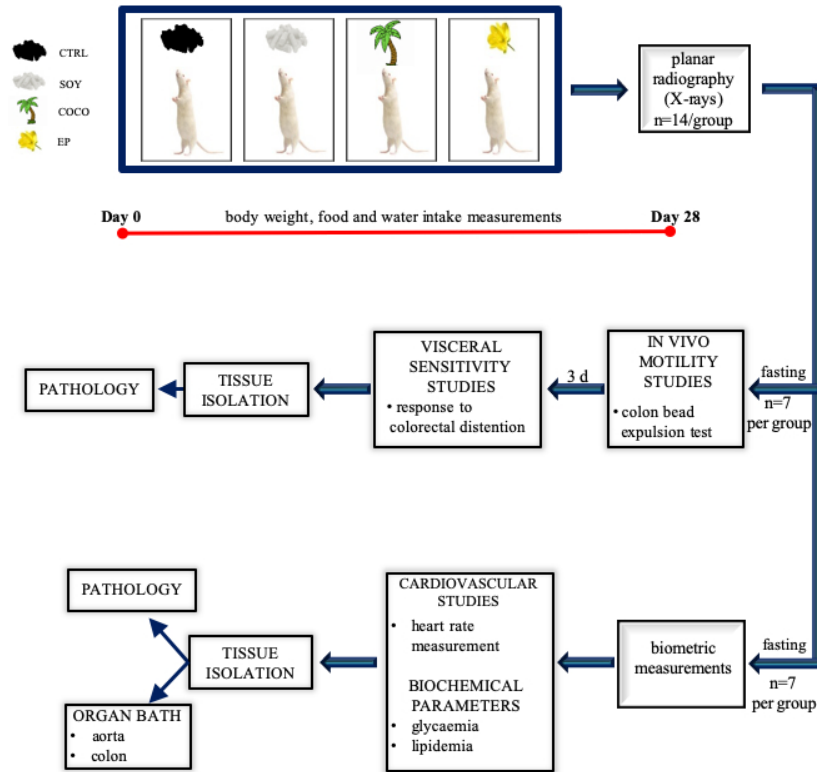 CTRL
SOY
COCO
EP
planar
radiography
(X-rays)
n=14/group
Day 0
body weight, food and water intake measurements
Day 28
PATHOLOGY
TISSUE
ISOLATION
VISCERAL
SENSITIVITY
STUDIES
• response to
colorectal distention
3 d
IN VIVO
MOTILITY
STUDIES
• colon bead
expulsion test
fasting
n=7
per group
PATHOLOGY
TISSUE
ISOLATION
ORGAN BATH
• aorta
• colon
CARDIOVASCULAR
STUDIES
• heart rate
measurement
BIOCHEMICAL
PARAMETERS
• glycaemia
• lipidemia
biometric
measurements
fasting
n=7
per group